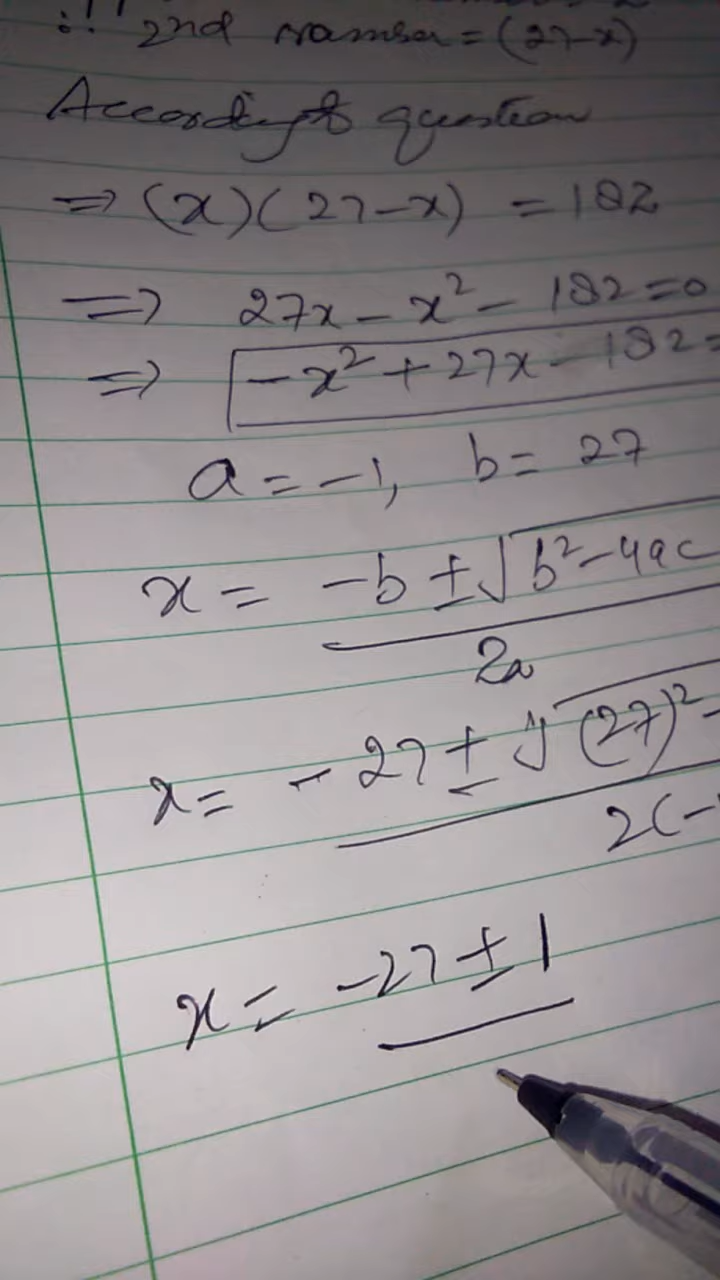 ∴ 2nd number = (27-x)
According to question
⇒ (x)(27-x) = 182
⇒ 27x - x² - 182 = 0
⇒ -x² + 27x - 182 =
a = -1, b = 27
x = -b ± √b² - 4ac
2a
x = -27 ± √(27)² -
2(-
x = -27 ± 1